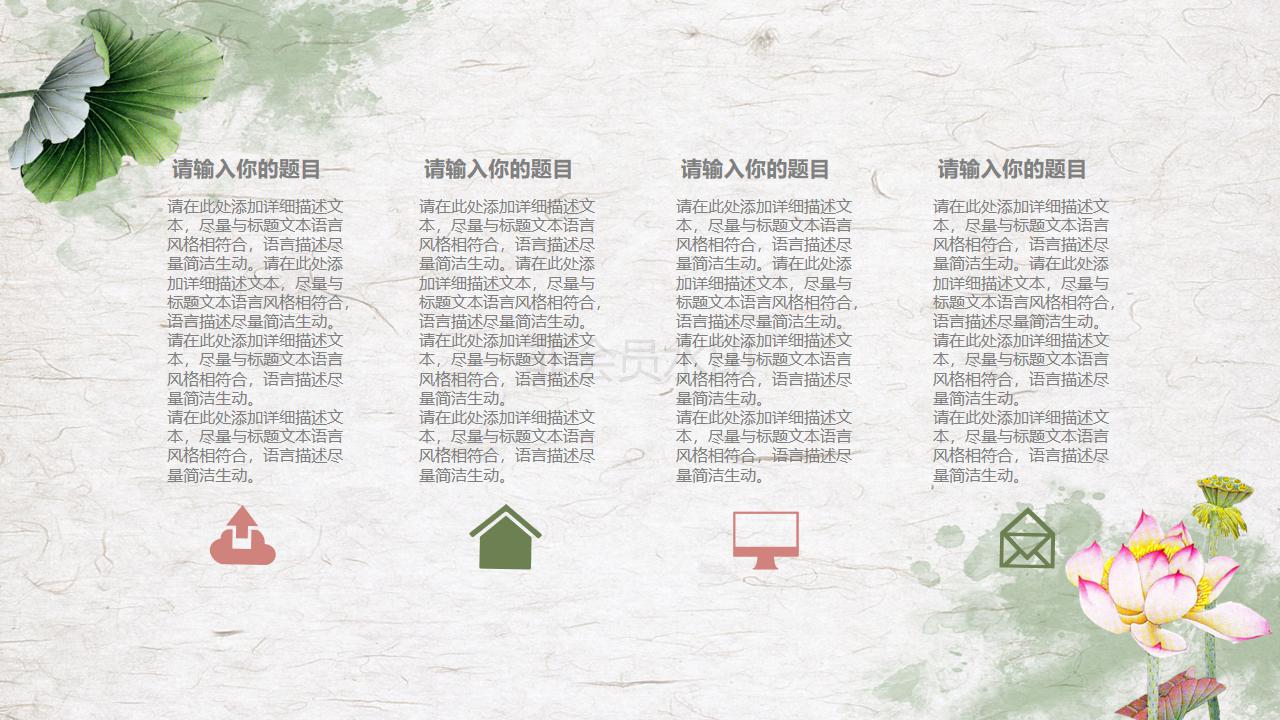 请输入你的题目
请在此处添加详细描述文
本，尽量与标题文本语言
风格相符合，语言描述尽
量简洁生动。请在此处添
加详细描述文本，尽量与
标题文本语言风格相符合，
语言描述尽量简洁生动。
请在此处添加详细描述文
本，尽量与标题文本语言
风格相符合，语言描述尽
量简洁生动。
请在此处添加详细描述文
本，尽量与标题文本语言
风格相符合，语言描述尽
量简洁生动。
请输入你的题目
请在此处添加详细描述文
本，尽量与标题文本语言
风格相符合，语言描述尽
量简洁生动。请在此处添
加详细描述文本，尽量与
标题文本语言风格相符合，
语言描述尽量简洁生动。
请在此处添加详细描述文
本，尽量与标题文本语言
风格相符合，语言描述尽
量简洁生动。
请在此处添加详细描述文
本，尽量与标题文本语言
风格相符合，语言描述尽
量简洁生动。
请输入你的题目
请在此处添加详细描述文
本，尽量与标题文本语言
风格相符合，语言描述尽
量简洁生动。请在此处添
加详细描述文本，尽量与
标题文本语言风格相符合，
语言描述尽量简洁生动。
请在此处添加详细描述文
本，尽量与标题文本语言
风格相符合，语言描述尽
量简洁生动。
请在此处添加详细描述文
本，尽量与标题文本语言
风格相符合，语言描述尽
量简洁生动。
请输入你的题目
请在此处添加详细描述文
本，尽量与标题文本语言
风格相符合，语言描述尽
量简洁生动。请在此处添
加详细描述文本，尽量与
标题文本语言风格相符合，
语言描述尽量简洁生动。
请在此处添加详细描述文
本，尽量与标题文本语言
风格相符合，语言描述尽
量简洁生动。
请在此处添加详细描述文
本，尽量与标题文本语言
风格相符合，语言描述尽
量简洁生动。
会员